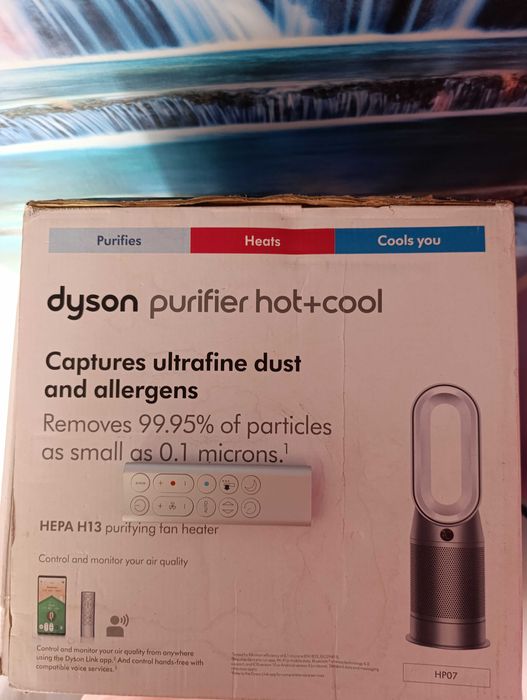 Purifies Heats Cools you
dyson purifier hot+cool
Captures ultrafine dust
and allergens
Removes 99.95% of particles
as small as 0.1 microns.¹
HEPA H13 purifying fan heater
Control and monitor your air quality
Control and monitor your air quality from anywhere
using the Dyson Link app.² And control hands-free with
compatible voice services.³
HP07